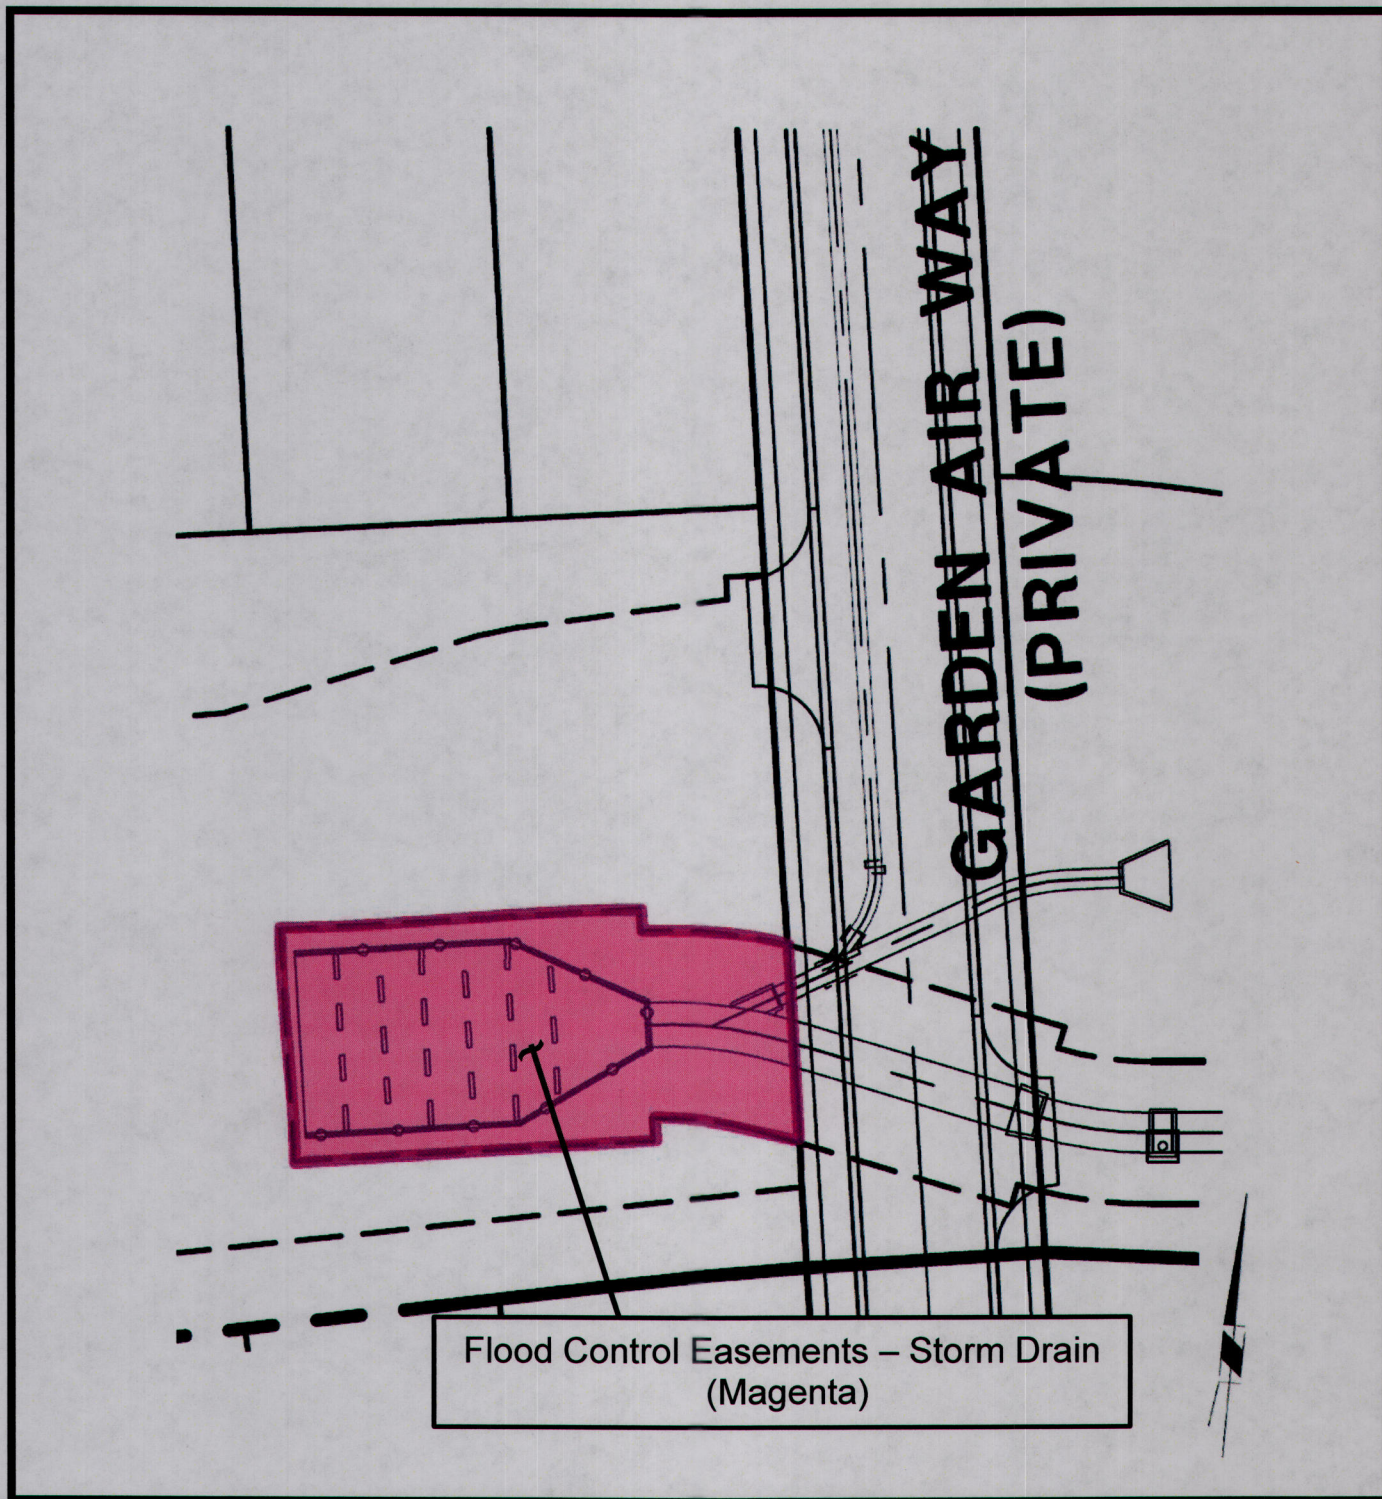 GARDEN AIR WAY
(PRIVATE)
Flood Control Easements – Storm Drain
(Magenta)